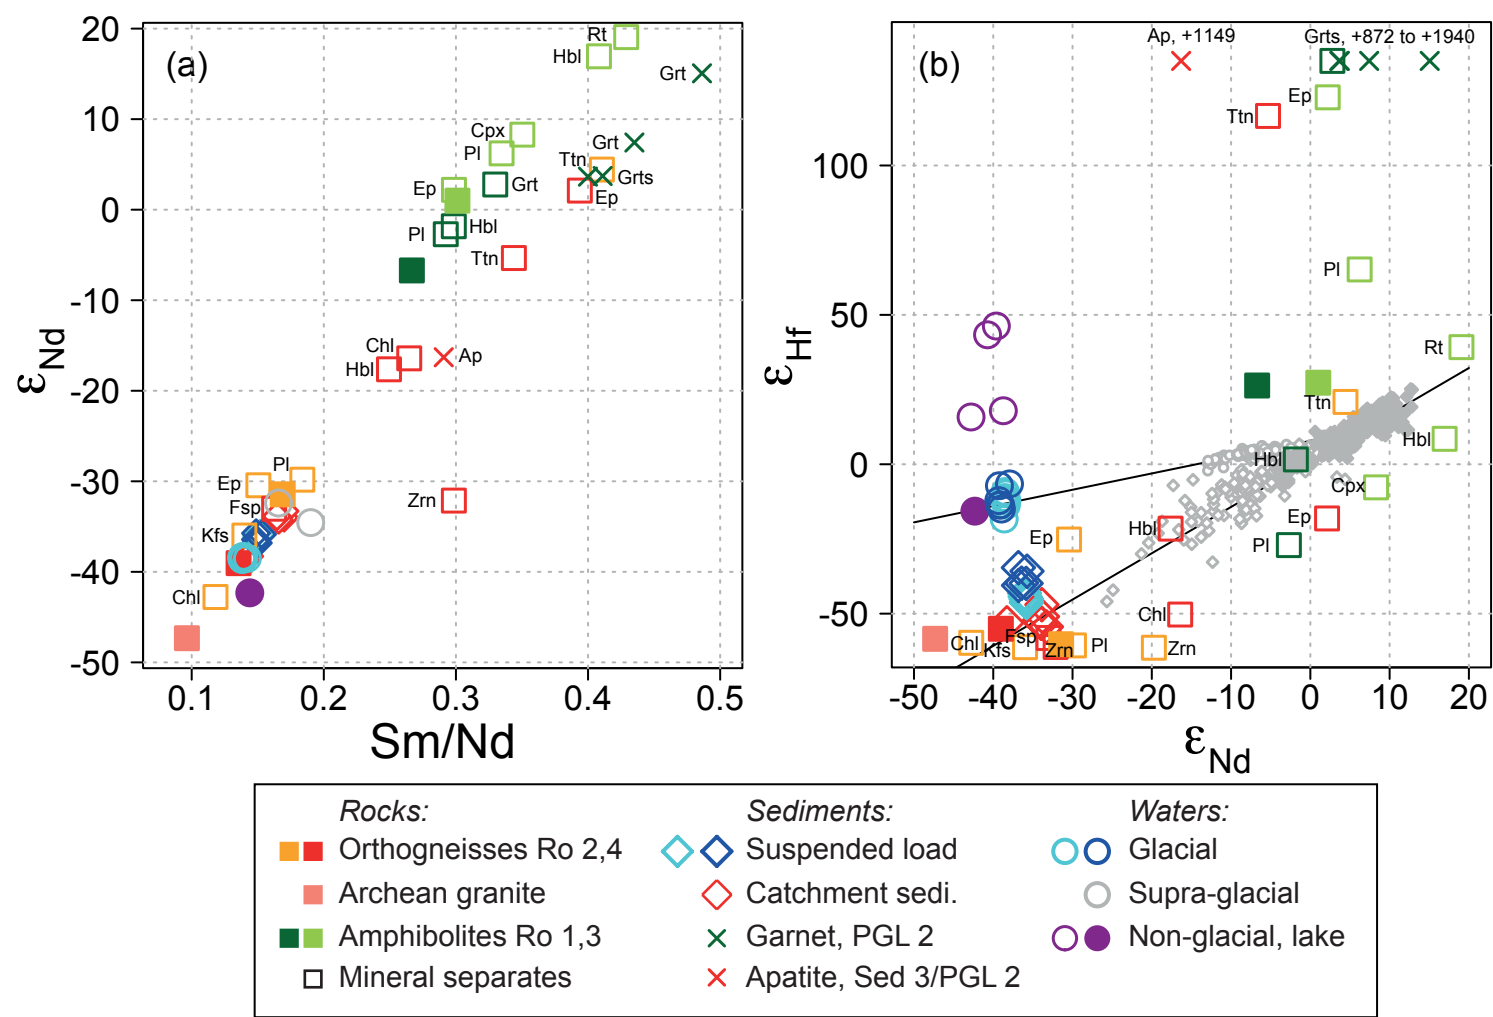 (a)
20
10
0
-10
-20
-30
-40
-50
εNd
0.1 0.2 0.3 0.4 0.5
Sm/Nd
Rt
Hbl
Grt
Cpx
Grt
Pl
Ttn
Ep
Grt
Grts
Ep
Hbl
Pl
Ttn
Chl
Ap
Hbl
Pl
Ep
Fsp
Zrn
Kfs
Chl
(b)
100
50
0
-50
εHf
-50 -40 -30 -20 -10 0 10 20
εNd
Ap, +1149 Grts, +872 to +1940
Ep
Ttn
Pl
Rt
Ttn
Hbl
Hbl
Cpx
Ep
Hbl
Ep
Pl
Chl
Fsp
Chl
Kfs
Zrn
Pl
Zrn
Rocks:
Orthogneisses Ro 2,4
Archean granite
Amphibolites Ro 1,3
Mineral separates
Sediments:
Suspended load
Catchment sedi.
Garnet, PGL 2
Apatite, Sed 3/PGL 2
Waters:
Glacial
Supra-glacial
Non-glacial, lake